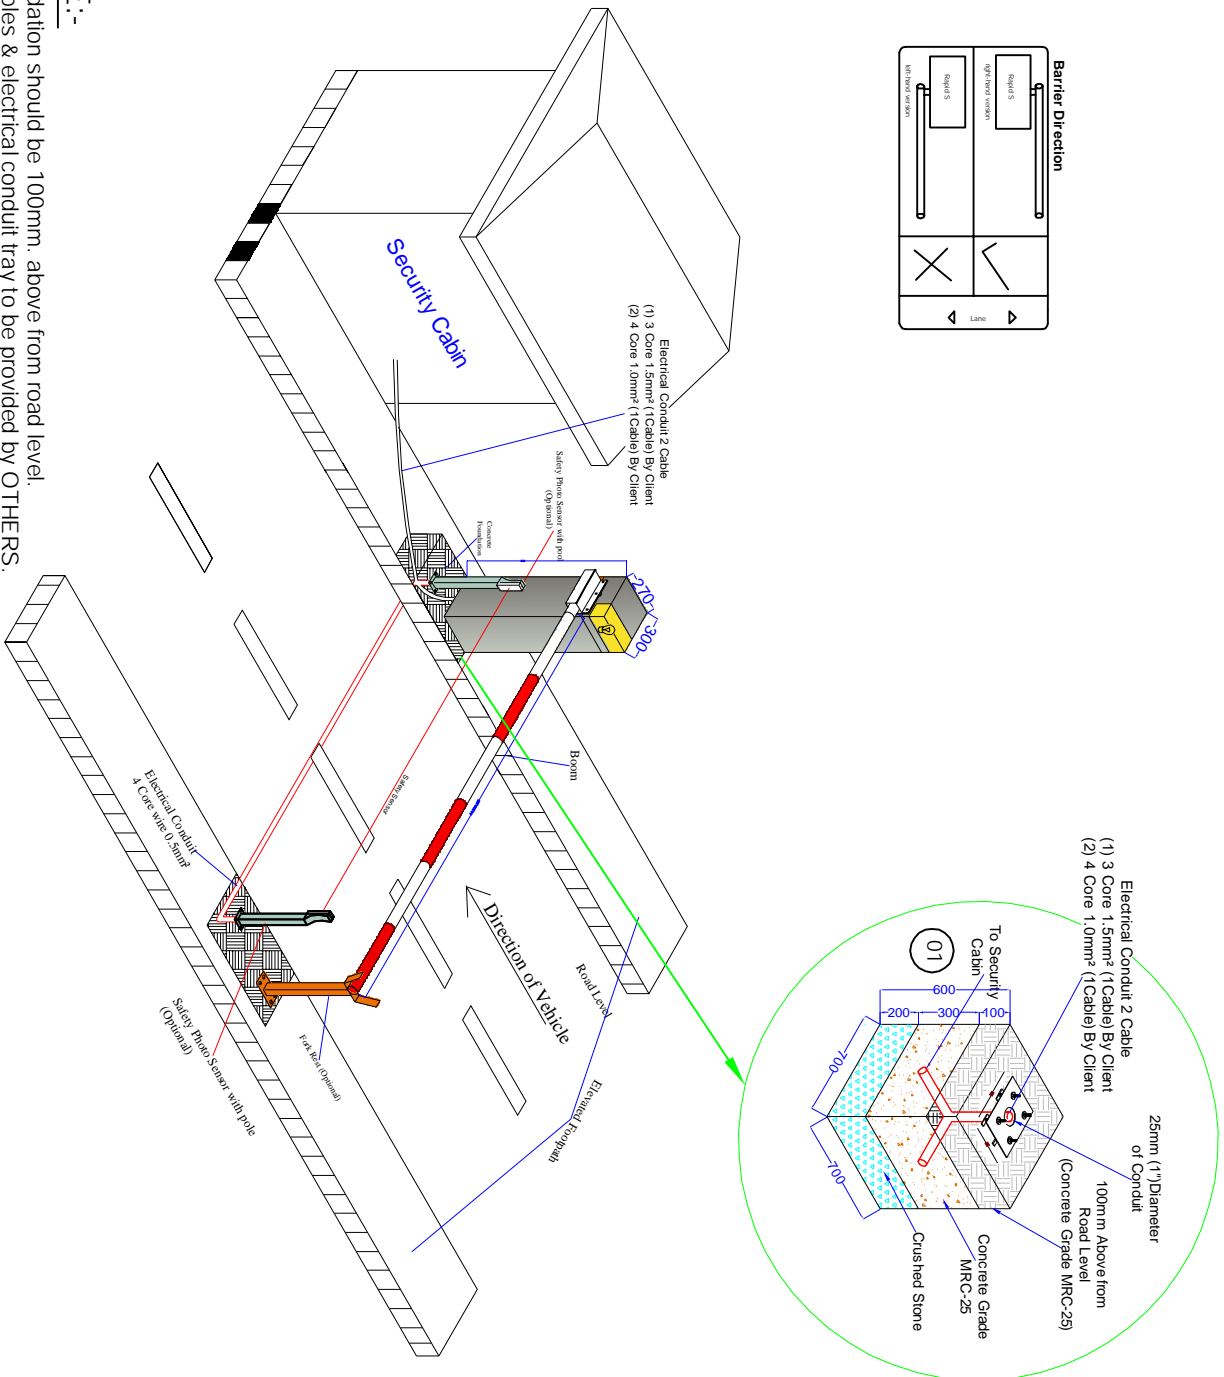 Barrier Direction
Rapid S
right-hand version
Rapid S
left-hand version
Lane
Electrical Conduit 2 Cable
(1) 3 Core 1.5mm² (1Cable) By Client
(2) 4 Core 1.0mm² (1Cable) By Client
Security Cabin
Safety Photo Sensor with pool
(Optional)
Concrete
Foundation
270
300
Boom
Safety Sensor
Electrical Conduit
4 Core wire 0.5mm²
Direction of Vehicle
Road Level
Elevated Footpath
Fork Rest (Optional)
Safety Photo Sensor with pole
(Optional)
Electrical Conduit 2 Cable
(1) 3 Core 1.5mm² (1Cable) By Client
(2) 4 Core 1.0mm² (1Cable) By Client
25mm (1")Diameter
of Conduit
100mm Above from
Road Level
(Concrete Grade MRC-25)
To Security
Cabin
01
600
200
300
100
700
700
Concrete Grade
MRC-25
Crushed Stone
E:-
dation should be 100mm. above from road level.
bles & electrical conduit tray to be provided by OTHERS.